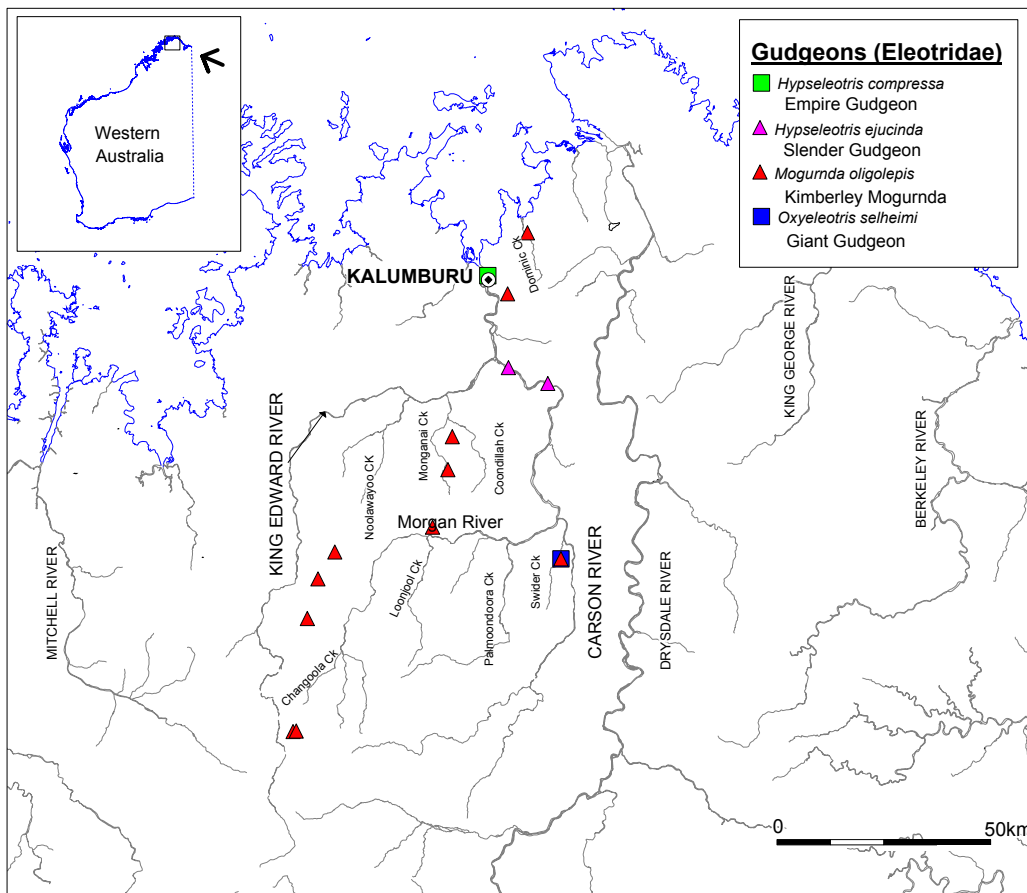 Western
Australia
Gudgeons (Eleotridae)
Hypseleotris compressa
Empire Gudgeon
Hypseleotris ejucinda
Slender Gudgeon
Mogurnda oligolepis
Kimberley Mogurnda
Oxyeleotris selheimi
Giant Gudgeon
Dominic Ck
KALUMBURU
KING GEORGE RIVER
BERKELEY RIVER
KING EDWARD RIVER
Noolawayoo CK
Monganai Ck
Coondillah Ck
Morgan River
MITCHELL RIVER
Loonjool Ck
Palmoondoora Ck
Swider Ck
CARSON RIVER
DRYSDALE RIVER
Changoola Ck
0 50km